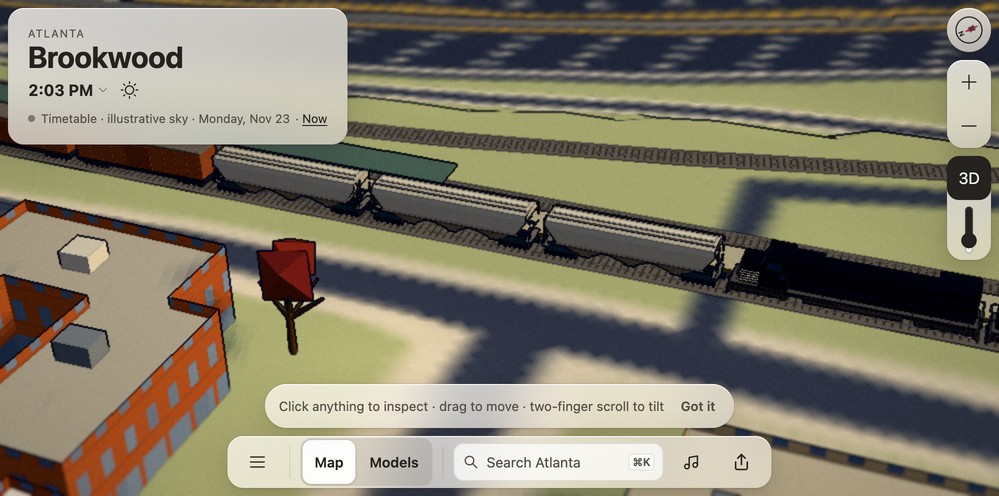 ATLANTA
Brookwood
2:03 PM
Timetable · illustrative sky · Monday, Nov 23 · Now
N
3D
Click anything to inspect · drag to move · two-finger scroll to tilt Got it
Map Models Search Atlanta ⌘K